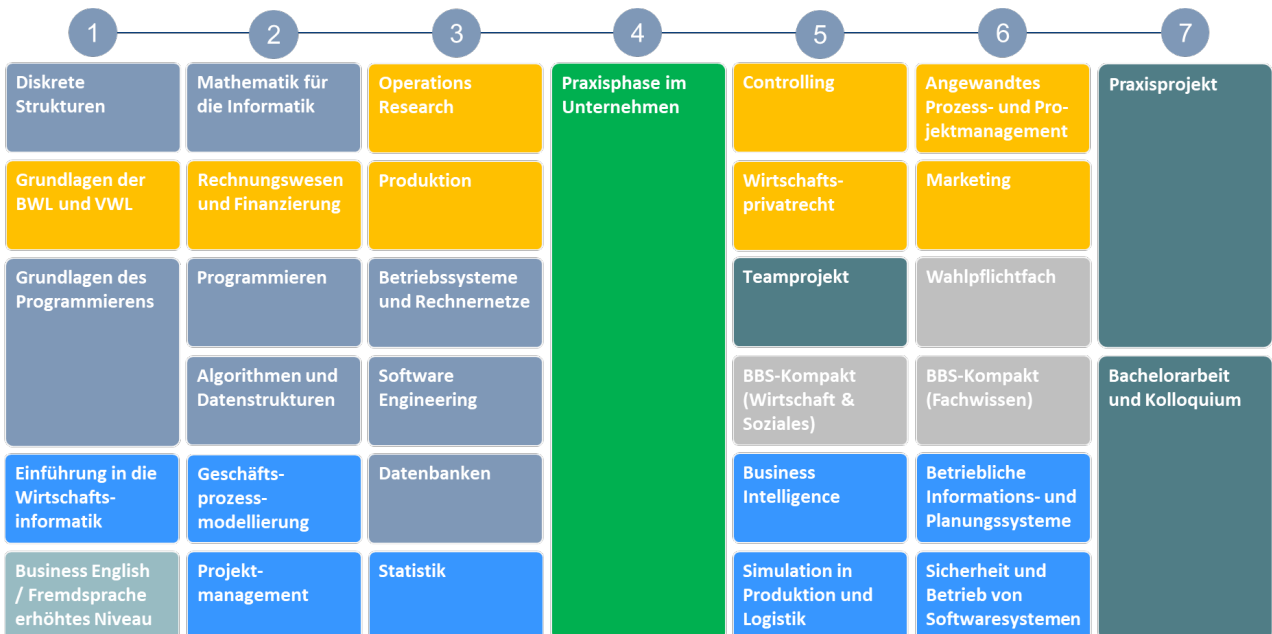 1
2
3
4
5
6
7
Diskrete
Strukturen
Mathematik für
die Informatik
Operations
Research
Praxisphase im
Unternehmen
Controlling
Angewandtes
Prozess- und Pro-
jektmanagement
Praxisprojekt
Grundlagen der
BWL und VWL
Rechnungswesen
und Finanzierung
Produktion
Wirtschafts-
privatrecht
Marketing
Grundlagen des
Programmierens
Programmieren
Betriebssysteme
und Rechnernetze
Teamprojekt
Wahlpflichtfach
Algorithmen und
Datenstrukturen
Software
Engineering
BBS-Kompakt
(Wirtschaft &
Soziales)
BBS-Kompakt
(Fachwissen)
Bachelorarbeit
und Kolloquium
Einführung in die
Wirtschafts-
informatik
Geschäfts-
prozess-
modellierung
Datenbanken
Business
Intelligence
Betriebliche
Informations- und
Planungssysteme
Business English
/ Fremdsprache
erhöhtes Niveau
Projekt-
management
Statistik
Simulation in
Produktion und
Logistik
Sicherheit und
Betrieb von
Softwaresystemen